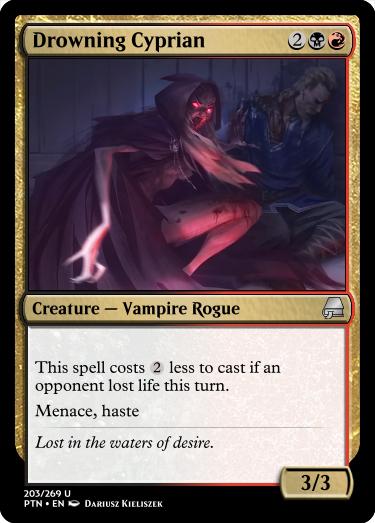 Drowning Cyprian 2
Creature — Vampire Rogue
This spell costs 2 less to cast if an
opponent lost life this turn.
Menace, haste
Lost in the waters of desire.
3/3
203/269 U
PTN • EN Dariusz Kieliszek